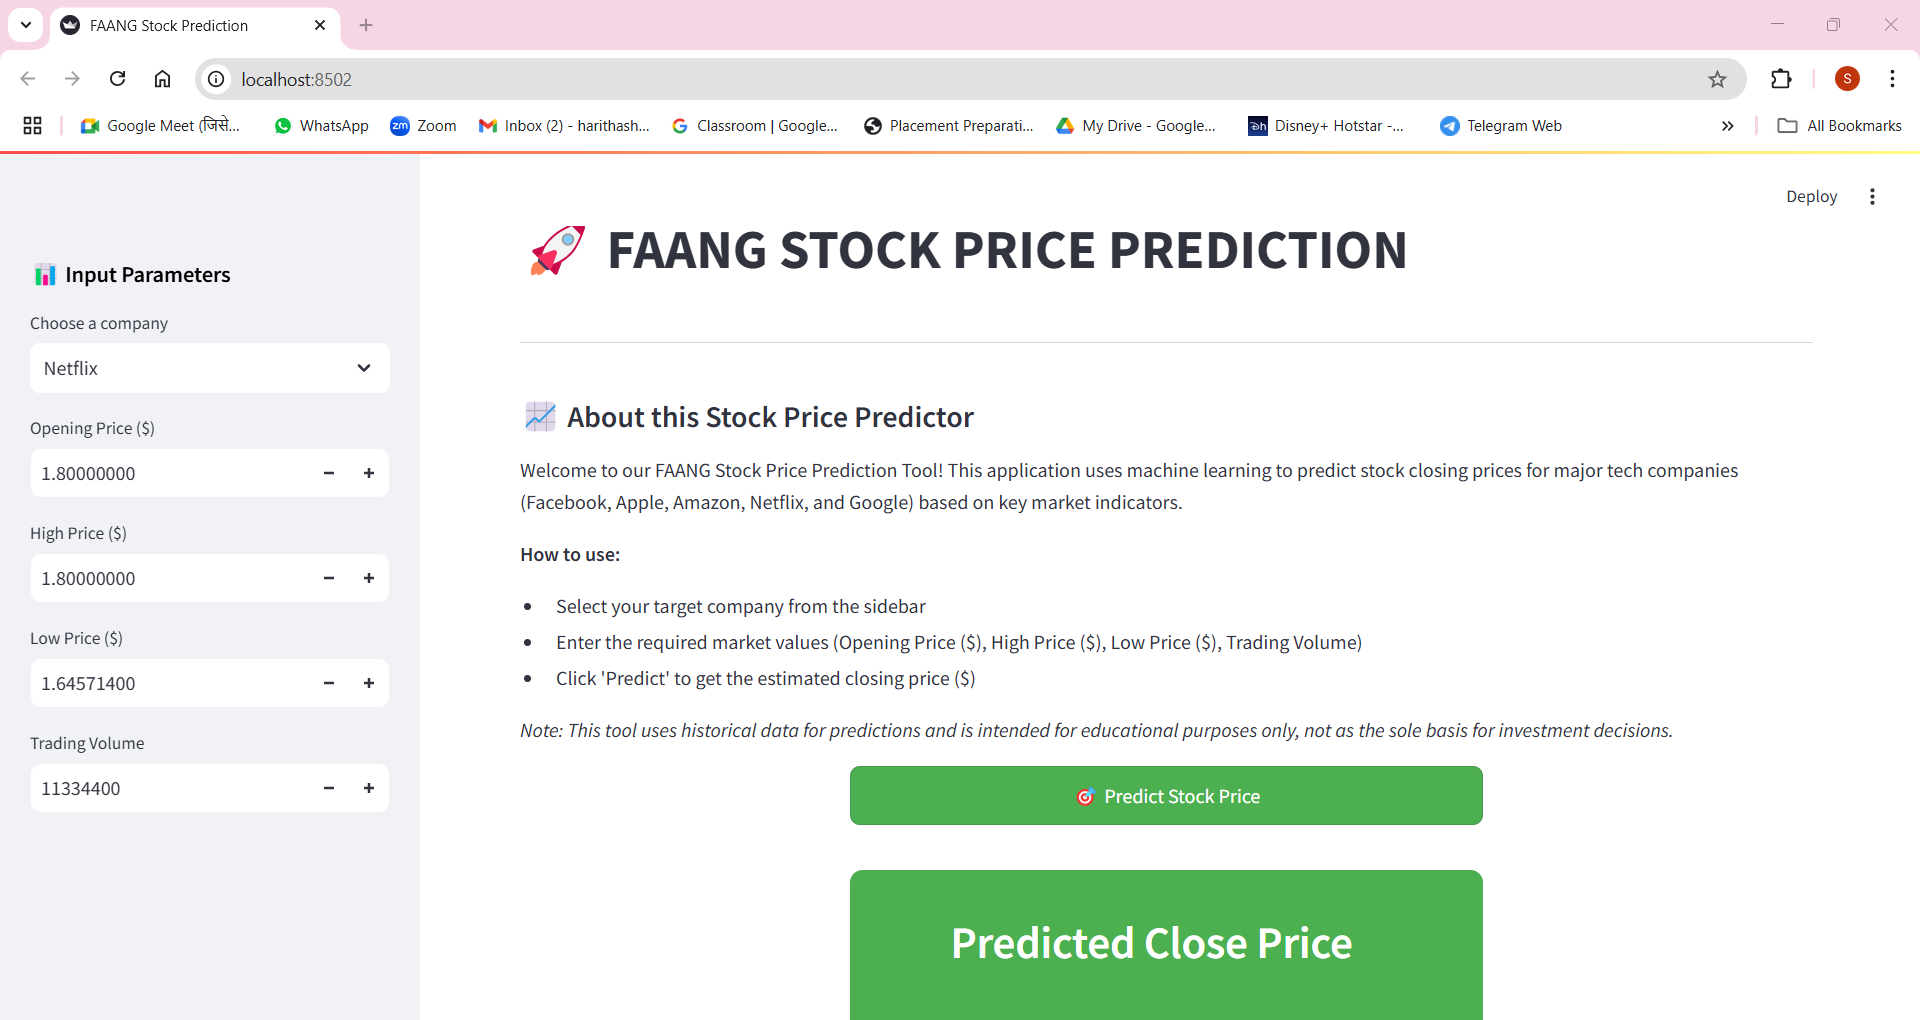 FAANG Stock Prediction
localhost:8502
S
Google Meet (जिसे... WhatsApp zm Zoom Inbox (2) - harithash... Classroom | Google... Placement Preparati... My Drive - Google... Disney+ Hotstar -... Telegram Web » All Bookmarks
Deploy
FAANG STOCK PRICE PREDICTION
Input Parameters
Choose a company
Netflix
Opening Price ($)
1.80000000
High Price ($)
1.80000000
Low Price ($)
1.64571400
Trading Volume
11334400
About this Stock Price Predictor
Welcome to our FAANG Stock Price Prediction Tool! This application uses machine learning to predict stock closing prices for major tech companies
(Facebook, Apple, Amazon, Netflix, and Google) based on key market indicators.
How to use:
• Select your target company from the sidebar
• Enter the required market values (Opening Price ($), High Price ($), Low Price ($), Trading Volume)
• Click 'Predict' to get the estimated closing price ($)
Note: This tool uses historical data for predictions and is intended for educational purposes only, not as the sole basis for investment decisions.
Predict Stock Price
Predicted Close Price